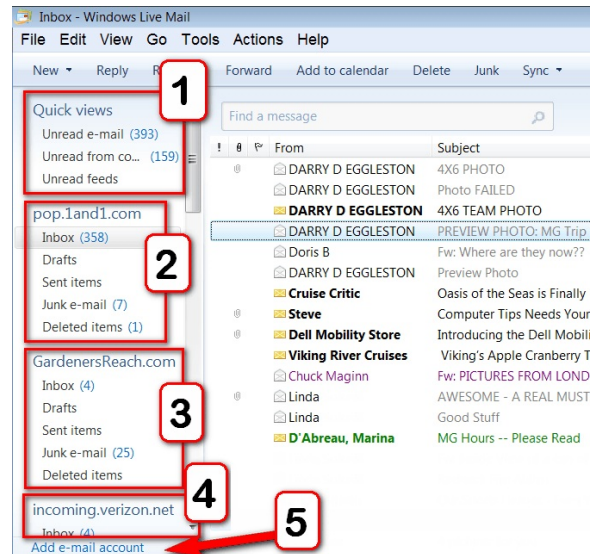 Inbox - Windows Live Mail
File Edit View Go Tools Actions Help
New Reply R Forward Add to calendar Delete Junk Sync
1
Quick views
Unread e-mail (393)
Unread from co... (159)
Unread feeds
Find a message
! From Subject
DARRY D EGGLESTON 4X6 PHOTO
DARRY D EGGLESTON Photo FAILED
DARRY D EGGLESTON 4X6 TEAM PHOTO
DARRY D EGGLESTON PREVIEW PHOTO: MG Trip
Doris B Fw: Where are they now??
DARRY D EGGLESTON Preview Photo
Cruise Critic Oasis of the Seas is Finally
Steve Computer Tips Needs Your
Dell Mobility Store Introducing the Dell Mobili
Viking River Cruises Viking's Apple Cranberry T
Chuck Maginn Fw: PICTURES FROM LOND
Linda AWESOME - A REAL MUST
Linda Good Stuff
D'Abreau, Marina MG Hours -- Please Read
pop.1and1.com
Inbox (358)
2
Drafts
Sent items
Junk e-mail (7)
Deleted items (1)
GardenersReach.com
Inbox (4)
3
Drafts
Sent items
Junk e-mail (25)
Deleted items
4
incoming.verizon.net
Inbox (4)
5
Add e-mail account